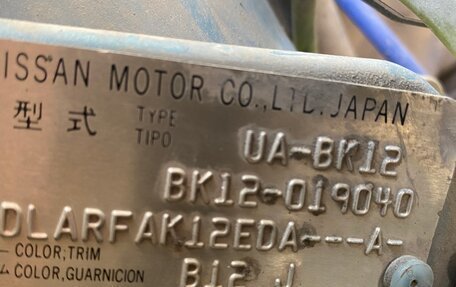 ISSAN MOTOR CO.,LTD.JAPAN
型式 TYPE TIPO UA-BK12
BK12-019040
DLARFAK12EDA---A-
COLOR,TRIM
ム COLOR,GUARNICION B12 J